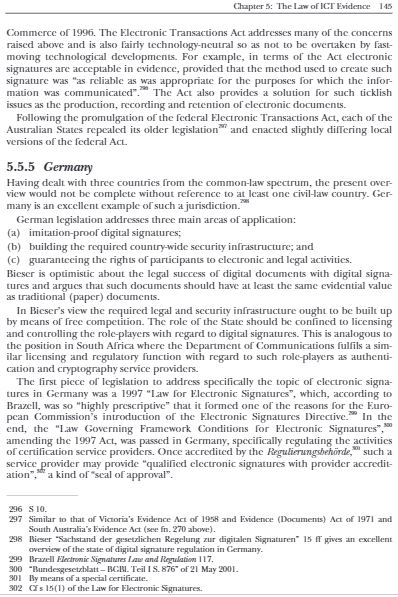 Chapter 5: The Law of ICT Evidence 145
Commerce of 1996. The Electronic Transactions Act addresses many of the concerns
raised above and is also fairly technology-neutral so as not to be overtaken by fast-
moving technological developments. For example, in terms of the Act electronic
signatures are acceptable in evidence, provided that the method used to create such
signature was “as reliable as was appropriate for the purposes for which the infor-
mation was communicated”.296 The Act also provides a solution for such ticklish
issues as the production, recording and retention of electronic documents.
Following the promulgation of the federal Electronic Transactions Act, each of the
Australian States repealed its older legislation297 and enacted slightly differing local
versions of the federal Act.
5.5.5 Germany
Having dealt with three countries from the common-law spectrum, the present over-
view would not be complete without reference to at least one civil-law country. Ger-
many is an excellent example of such a jurisdiction.298
German legislation addresses three main areas of application:
(a) imitation-proof digital signatures;
(b) building the required country-wide security infrastructure; and
(c) guaranteeing the rights of participants to electronic and legal activities.
Bieser is optimistic about the legal success of digital documents with digital signa-
tures and argues that such documents should have at least the same evidential value
as traditional (paper) documents.
In Bieser’s view the required legal and security infrastructure ought to be built up
by means of free competition. The role of the State should be confined to licensing
and controlling the role-players with regard to digital signatures. This is analogous to
the position in South Africa where the Department of Communications fulfils a sim-
ilar licensing and regulatory function with regard to such role-players as authenti-
cation and cryptography service providers.
The first piece of legislation to address specifically the topic of electronic signa-
tures in Germany was a 1997 “Law for Electronic Signatures”, which, according to
Brazell, was so “highly prescriptive” that it formed one of the reasons for the Euro-
pean Commission’s introduction of the Electronic Signatures Directive.299 In the
end, the “Law Governing Framework Conditions for Electronic Signatures”,300
amending the 1997 Act, was passed in Germany, specifically regulating the activities
of certification service providers. Once accredited by the Regulierungsbehörde,301 such a
service provider may provide “qualified electronic signatures with provider accredit-
ation”,302 a kind of “seal of approval”.
296 S 10.
297 Similar to that of Victoria’s Evidence Act of 1958 and Evidence (Documents) Act of 1971 and
South Australia’s Evidence Act (see fn. 270 above).
298 Bieser “Sachstand der gesetzlichen Regelung zur digitalen Signaturen” 15 ff gives an excellent
overview of the state of digital signature regulation in Germany.
299 Brazell Electronic Signatures Law and Regulation 117.
300 “Bundesgesetzblatt – BGBl. Teil I S. 876” of 21 May 2001.
301 By means of a special certificate.
302 Cf s 15(1) of the Law for Electronic Signatures.